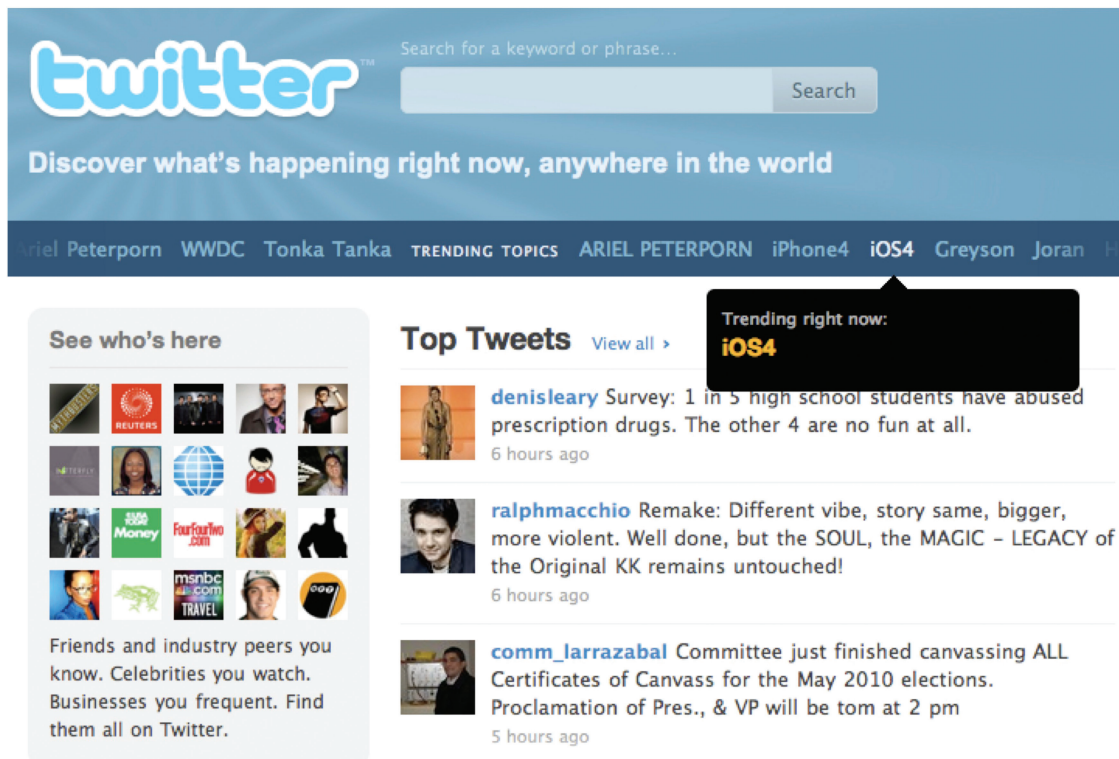 twitter™
Search for a keyword or phrase...
Search
Discover what's happening right now, anywhere in the world
Ariel Peterporn WWDC Tonka Tanka TRENDING TOPICS ARIEL PETERPORN iPhone4 iOS4 Greyson Joran H
Trending right now:
iOS4
See who's here
MYTHBUSTERS
REUTERS
BUTTERFLY
USA TODAY
Money
FourFourTwo
.com
msnbc
.com
TRAVEL
Friends and industry peers you
know. Celebrities you watch.
Businesses you frequent. Find
them all on Twitter.
Top Tweets View all ›
denisleary Survey: 1 in 5 high school students have abused
prescription drugs. The other 4 are no fun at all.
6 hours ago
ralphmacchio Remake: Different vibe, story same, bigger,
more violent. Well done, but the SOUL, the MAGIC – LEGACY of
the Original KK remains untouched!
6 hours ago
comm_larrazabal Committee just finished canvassing ALL
Certificates of Canvass for the May 2010 elections.
Proclamation of Pres., & VP will be tom at 2 pm
5 hours ago